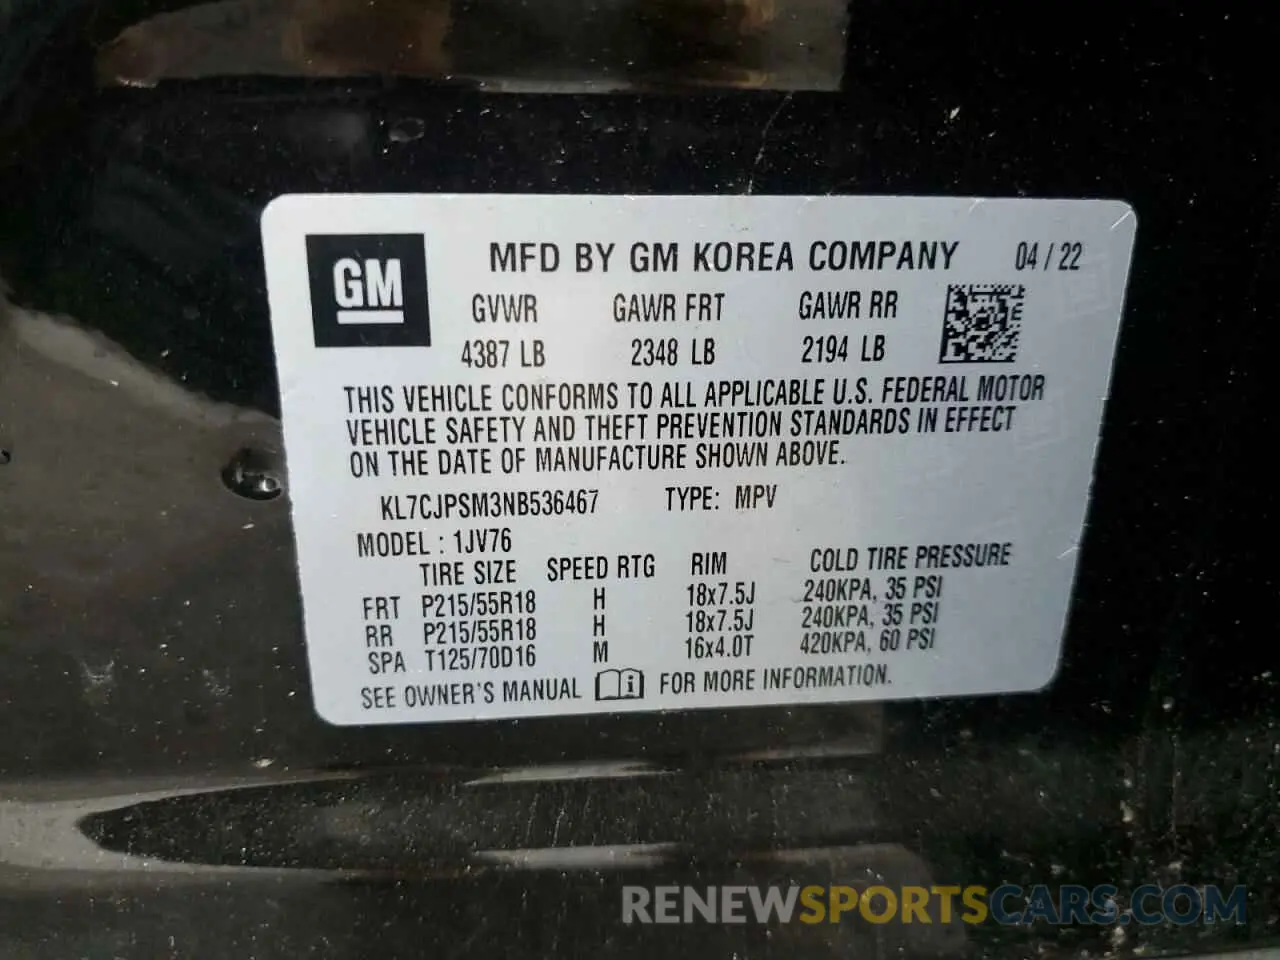 GM
MFD BY GM KOREA COMPANY 04 / 22
GVWR GAWR FRT GAWR RR
4387 LB 2348 LB 2194 LB
THIS VEHICLE CONFORMS TO ALL APPLICABLE U.S. FEDERAL MOTOR
VEHICLE SAFETY AND THEFT PREVENTION STANDARDS IN EFFECT
ON THE DATE OF MANUFACTURE SHOWN ABOVE.
KL7CJPSM3NB536467 TYPE: MPV
MODEL : 1JV76
TIRE SIZE SPEED RTG RIM COLD TIRE PRESSURE
FRT P215/55R18 H 18x7.5J 240KPA, 35 PSI
RR P215/55R18 H 18x7.5J 240KPA, 35 PSI
SPA T125/70D16 M 16x4.0T 420KPA, 60 PSI
SEE OWNER'S MANUAL i FOR MORE INFORMATION.
RENEWSPORTSCARS.COM